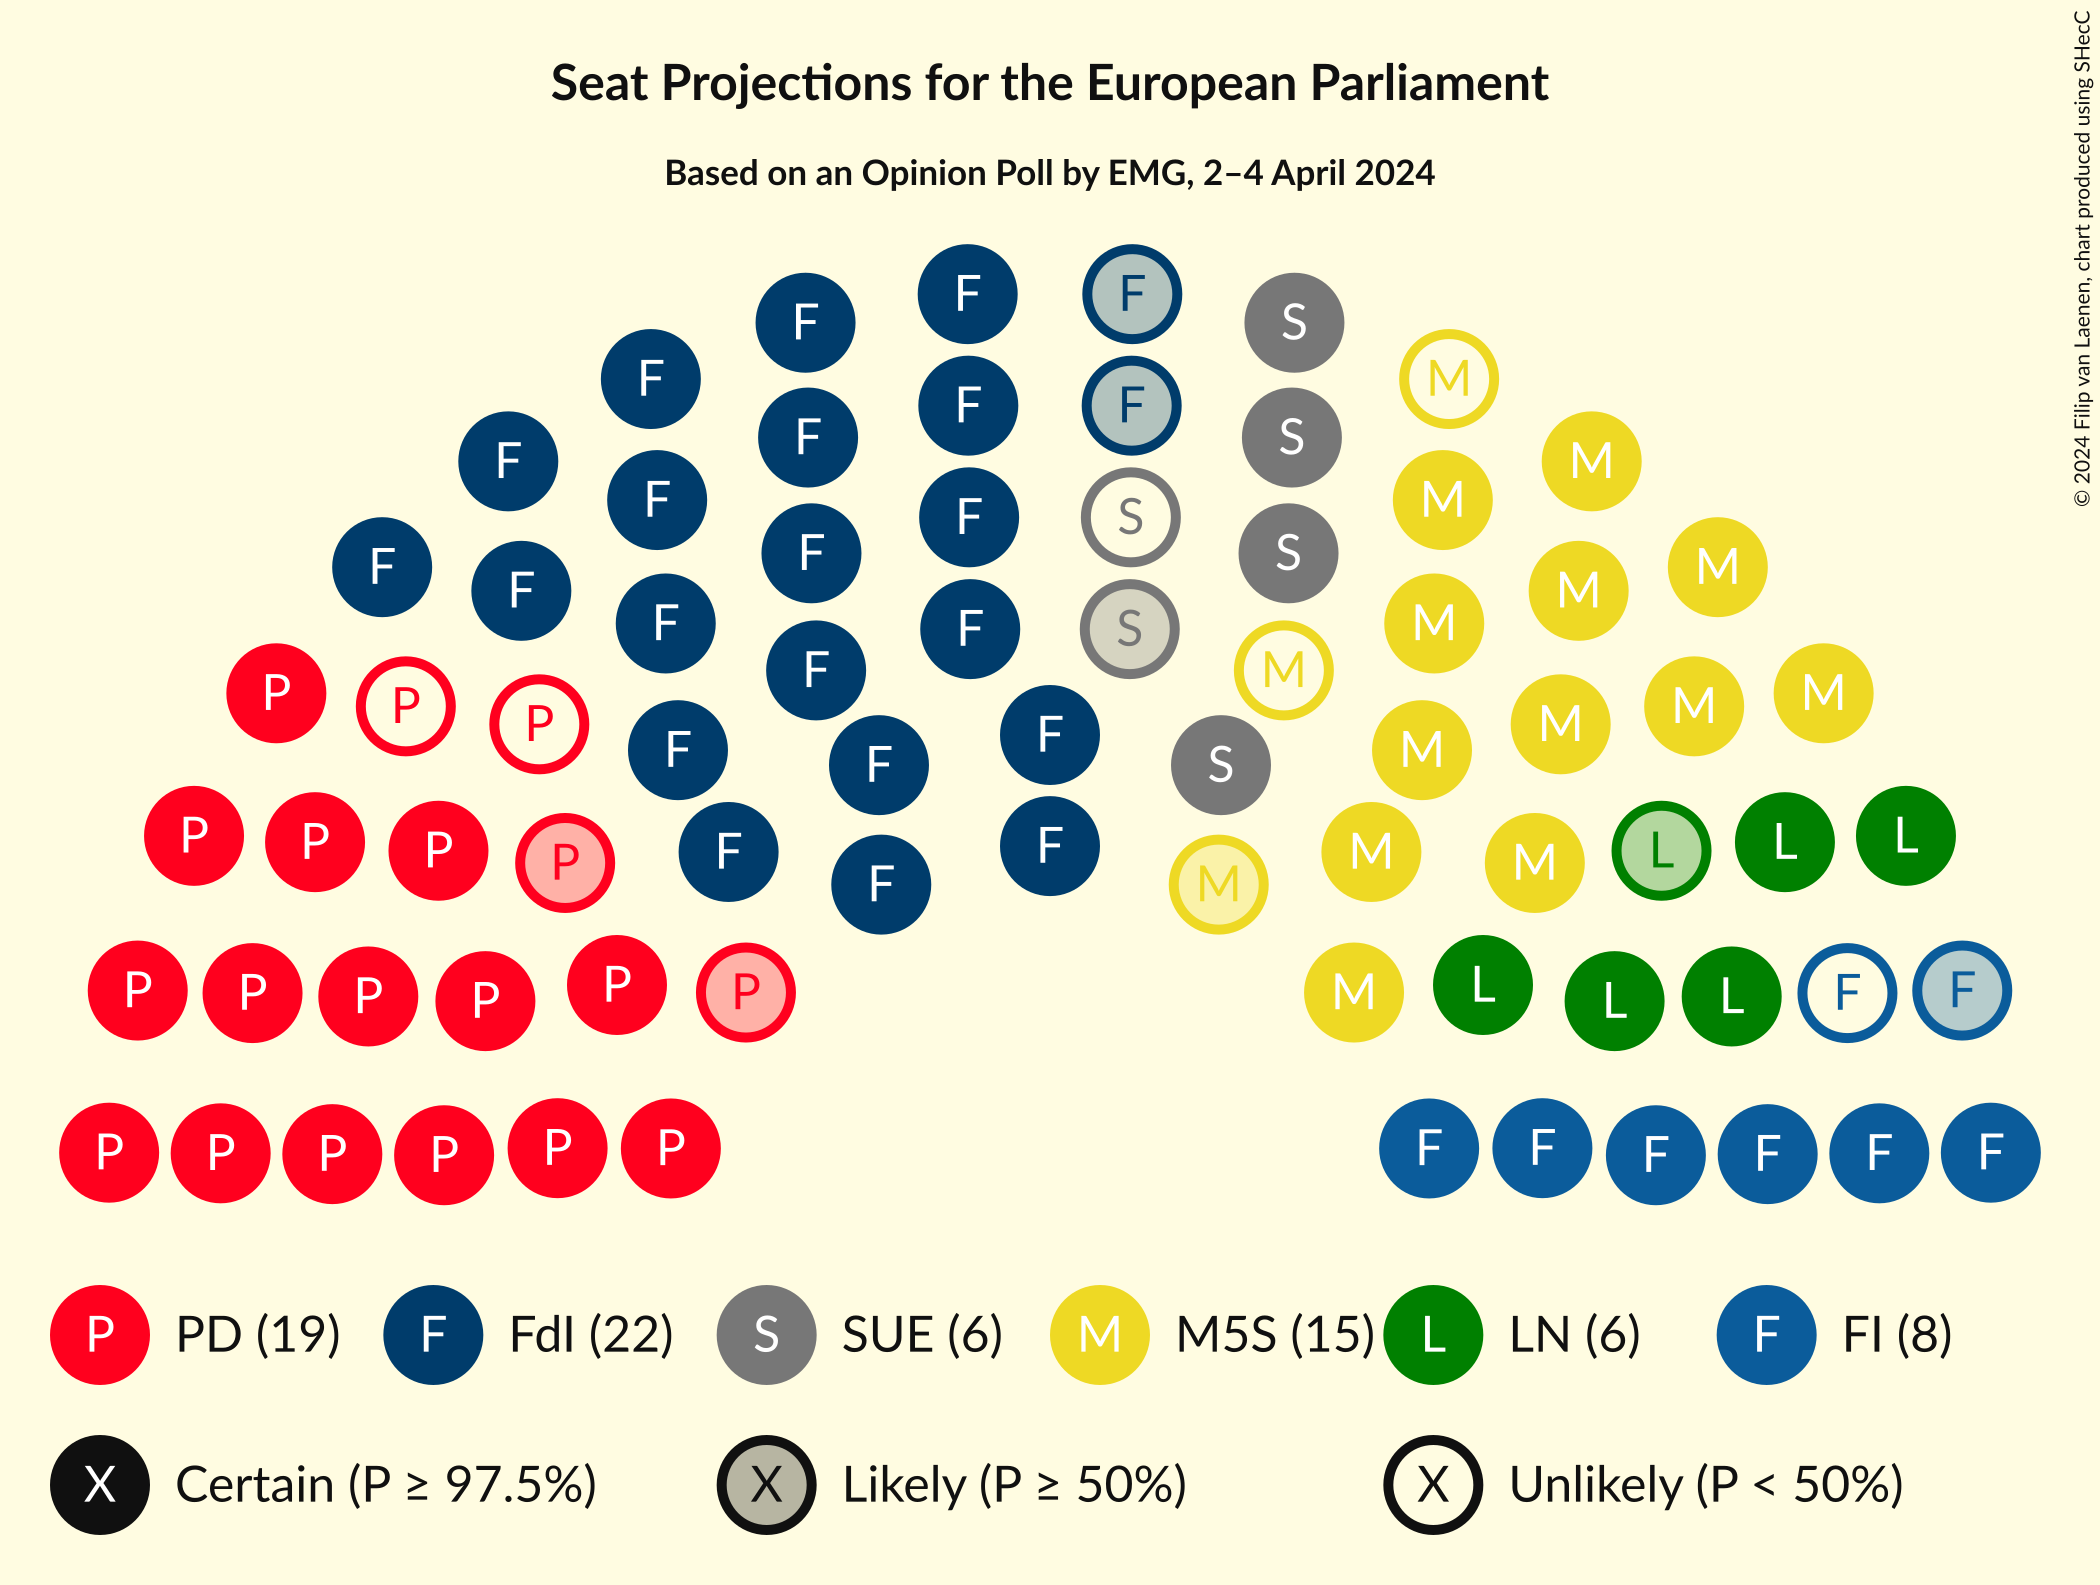 Seat Projections for the European Parliament
Based on an Opinion Poll by EMG, 2–4 April 2024
© 2024 Filip van Laenen, chart produced using SHecC
F F
F S
F M
F F F S
F M
F M
F S
F M
F M
F F S
F M
F M
F S
F M
P M
P M
P M
F M
F F
F S
P L
P L
P L
P M
F M
F F M
P L
P L
P L
P F
P F
P M
P P P P P P F F F F F F
P PD (19) F FdI (22) S SUE (6) M M5S (15) L LN (6) F FI (8)
X Certain (P ≥ 97.5%) X Likely (P ≥ 50%) X Unlikely (P < 50%)